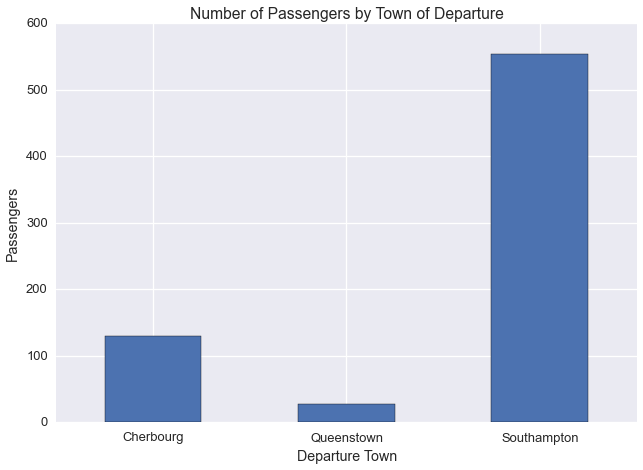 Number of Passengers by Town of Departure
600
500
400
300
200
100
0
Passengers
Cherbourg Queenstown Southampton
Departure Town